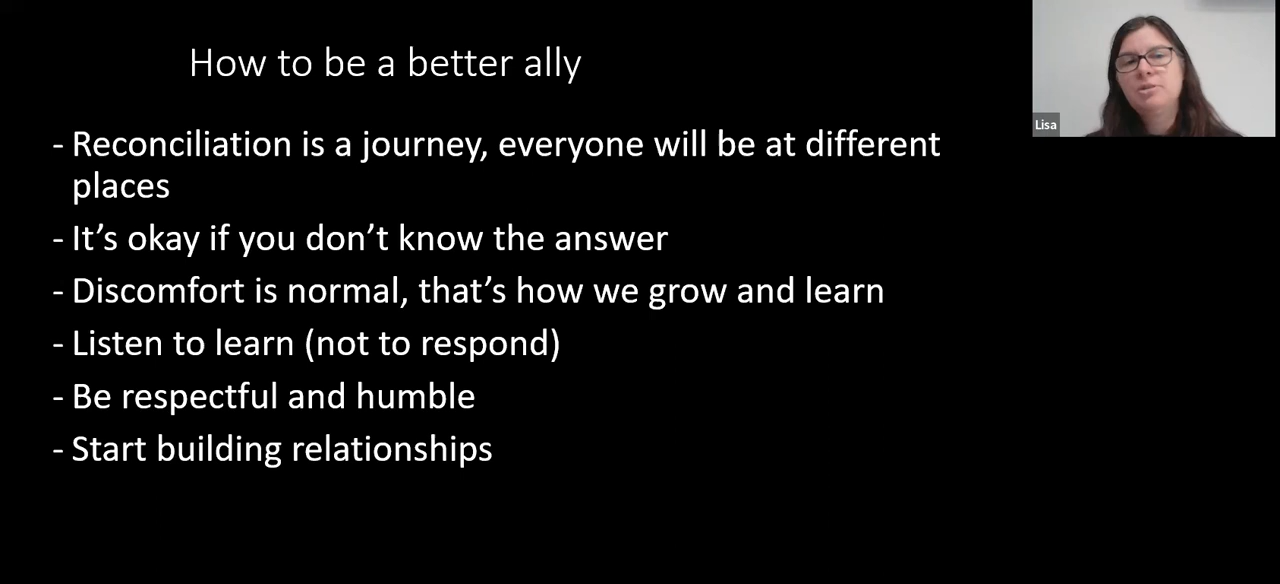 How to be a better ally
- Reconciliation is a journey, everyone will be at different
places
- It’s okay if you don’t know the answer
- Discomfort is normal, that’s how we grow and learn
- Listen to learn (not to respond)
- Be respectful and humble
- Start building relationships
Lisa